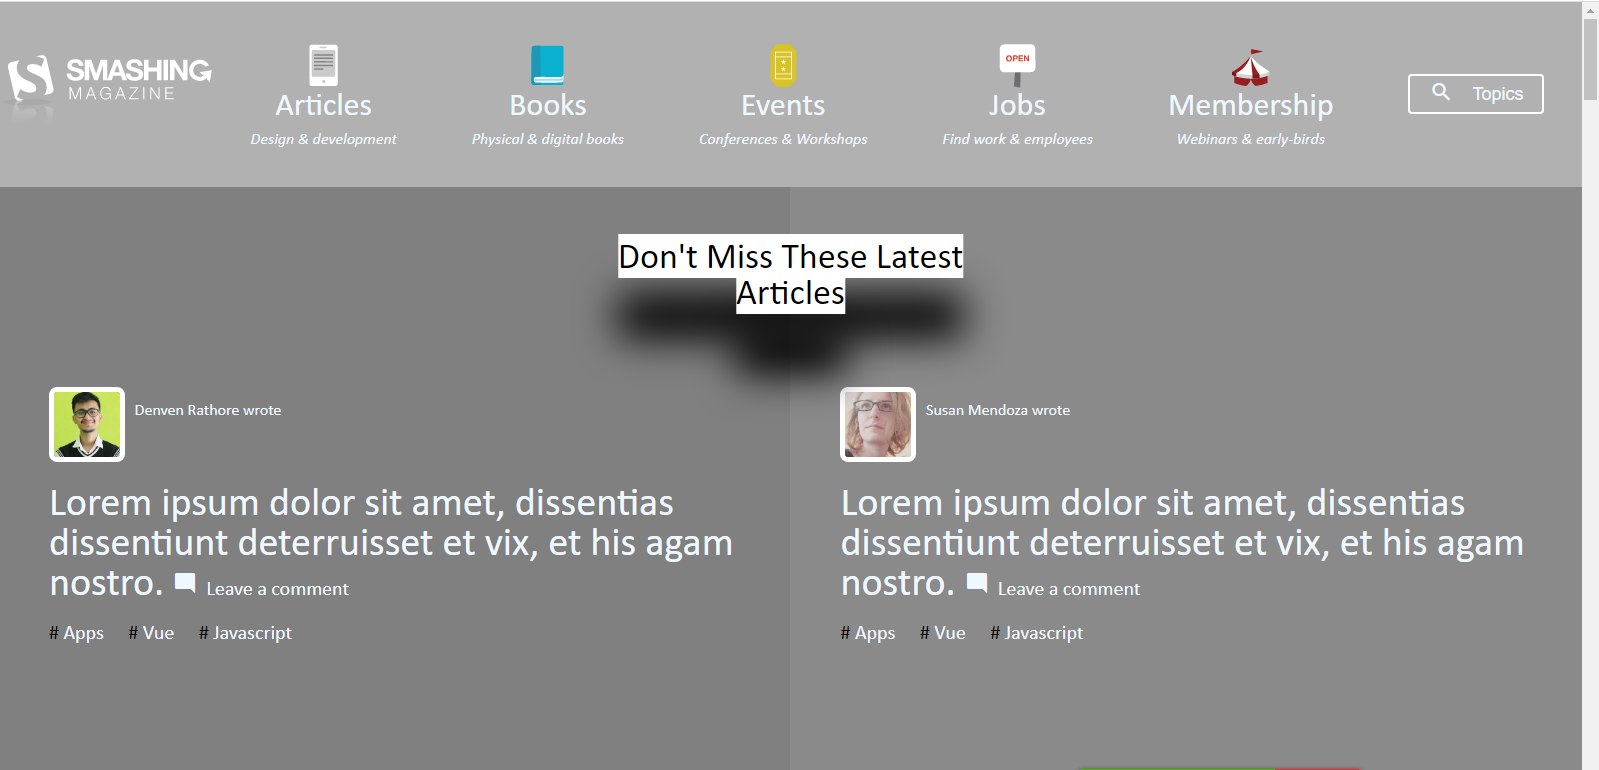 SMASHING
MAGAZINE
Articles
Design & development
Books
Physical & digital books
Events
Conferences & Workshops
OPEN
Jobs
Find work & employees
Membership
Webinars & early-birds
Topics
Don't Miss These Latest
Articles
Denven Rathore wrote
Lorem ipsum dolor sit amet, dissentias
dissentiunt deterruisset et vix, et his agam
nostro. Leave a comment
# Apps # Vue # Javascript
Susan Mendoza wrote
Lorem ipsum dolor sit amet, dissentias
dissentiunt deterruisset et vix, et his agam
nostro. Leave a comment
# Apps # Vue # Javascript